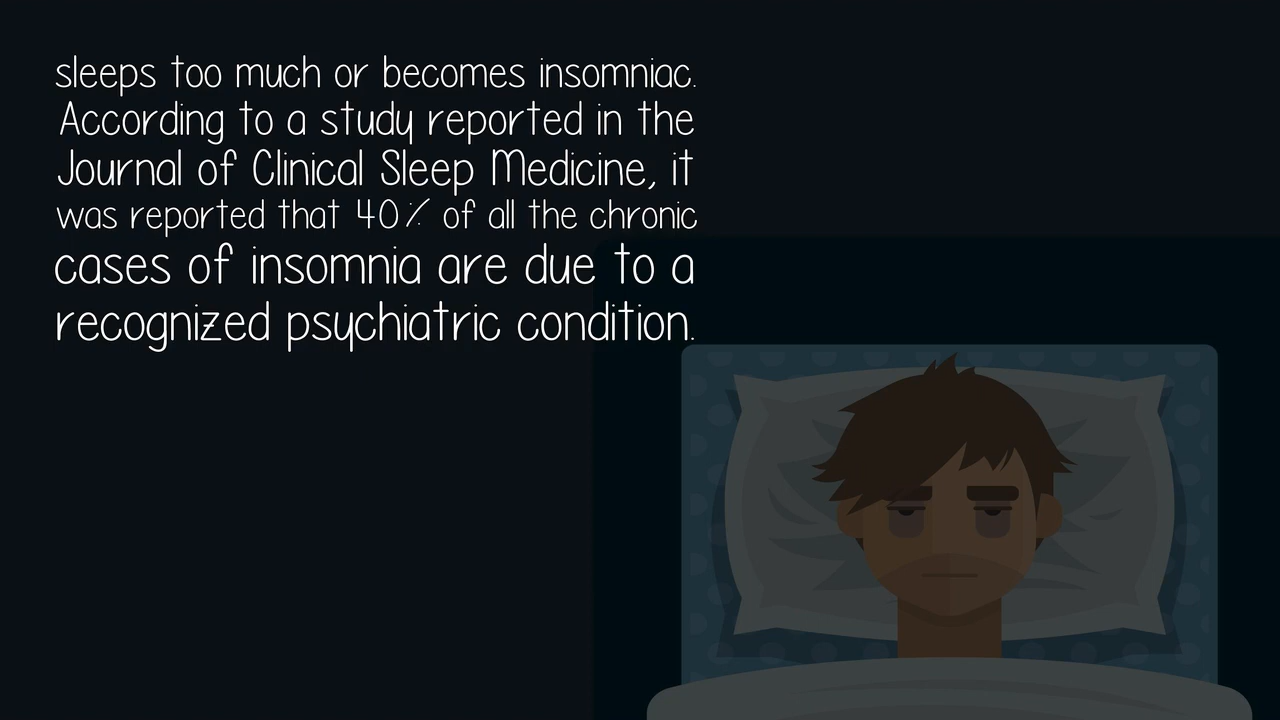 sleeps too much or becomes insomniac.
According to a study reported in the
Journal of Clinical Sleep Medicine, it
was reported that 40% of all the chronic
cases of insomnia are due to a
recognized psychiatric condition.